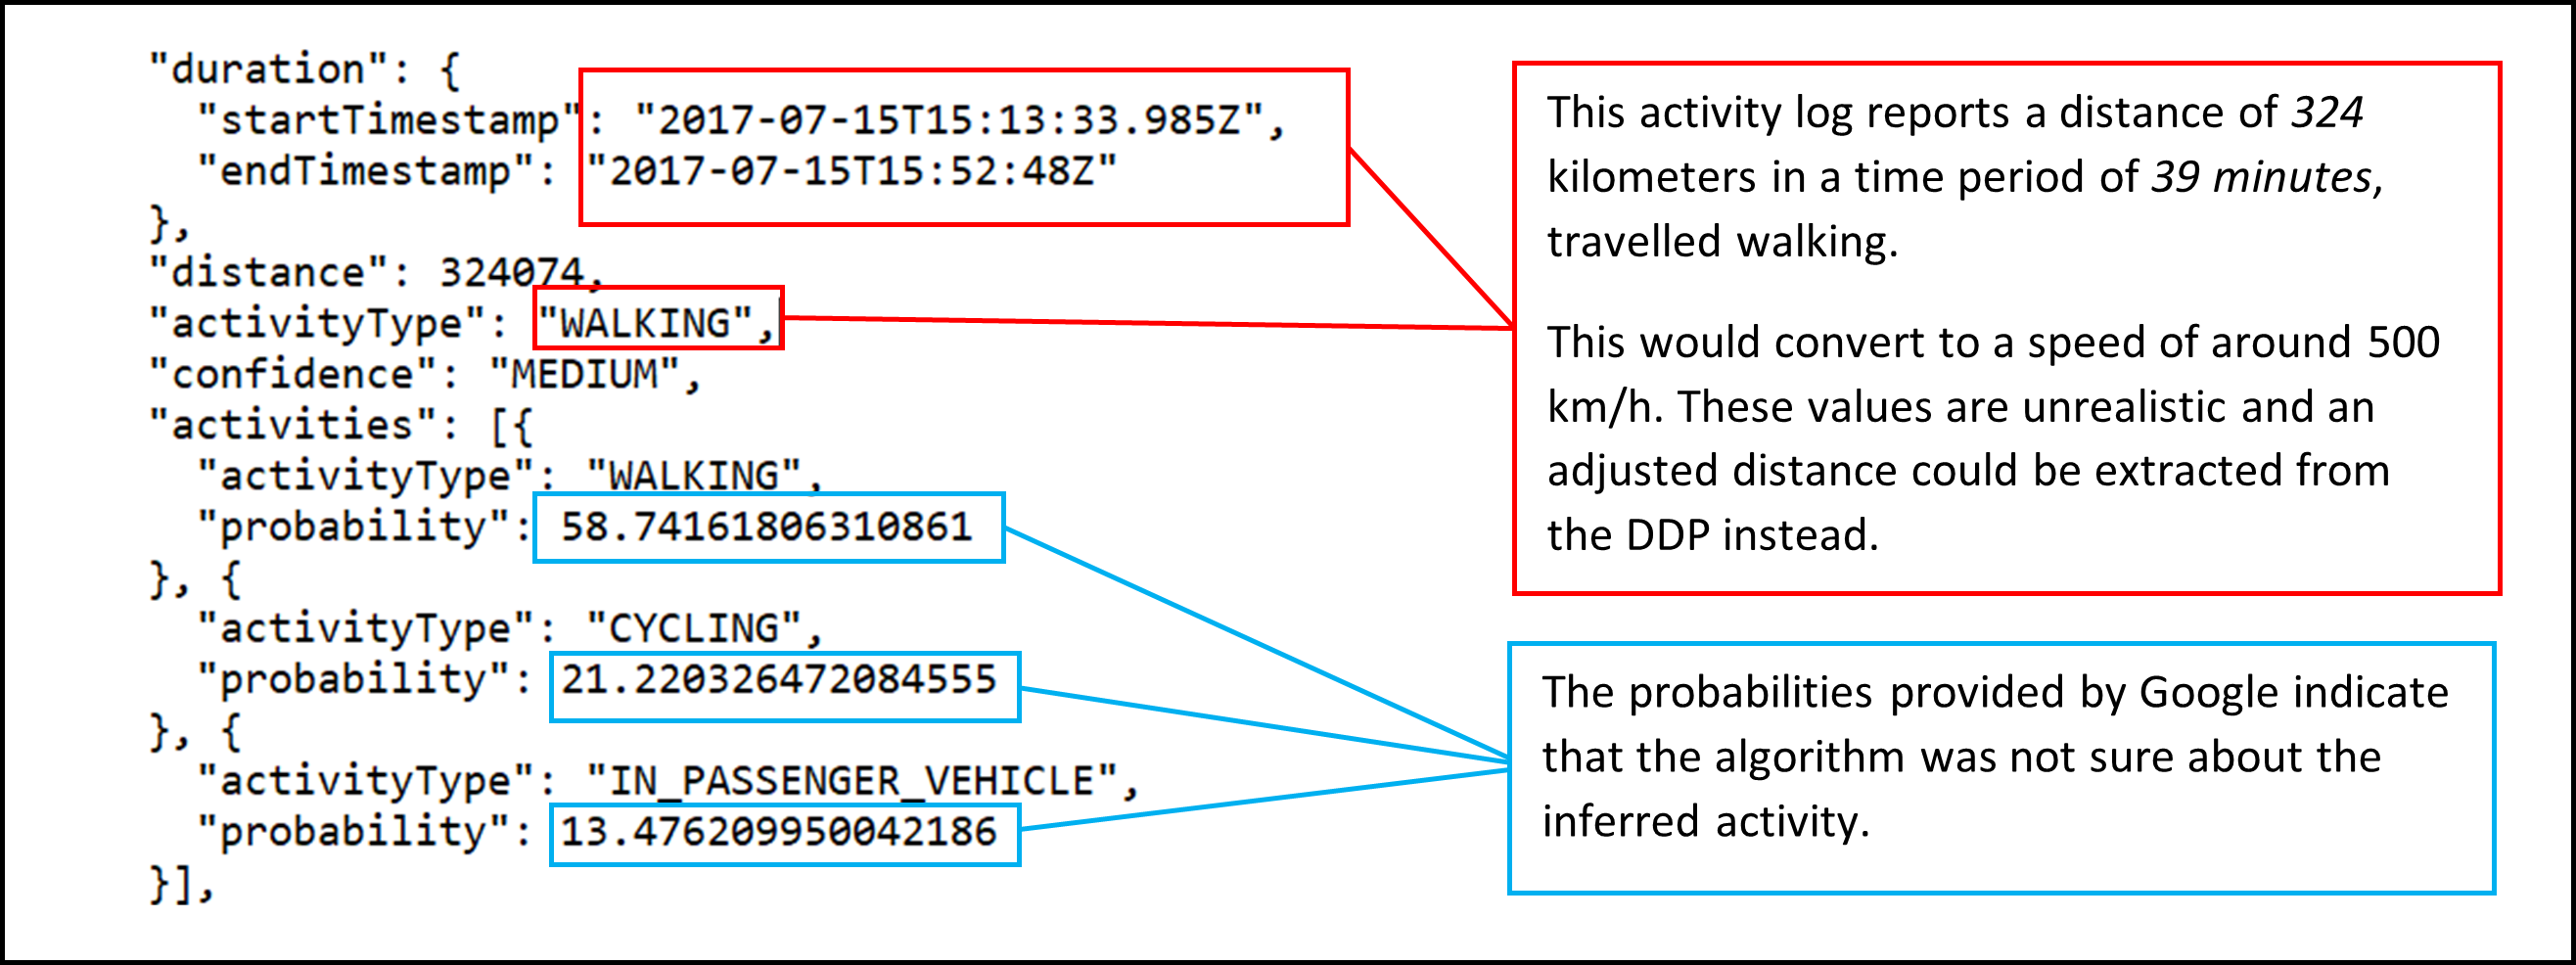 "duration": {
"startTimestamp": "2017-07-15T15:13:33.985Z",
"endTimestamp": "2017-07-15T15:52:48Z"
},
"distance": 324074,
"activityType": "WALKING",
"confidence": "MEDIUM",
"activities": [{
"activityType": "WALKING",
"probability": 58.74161806310861
}, {
"activityType": "CYCLING",
"probability": 21.220326472084555
}, {
"activityType": "IN_PASSENGER_VEHICLE",
"probability": 13.476209950042186
}],
This activity log reports a distance of 324
kilometers in a time period of 39 minutes,
travelled walking.
This would convert to a speed of around 500
km/h. These values are unrealistic and an
adjusted distance could be extracted from
the DDP instead.
The probabilities provided by Google indicate
that the algorithm was not sure about the
inferred activity.